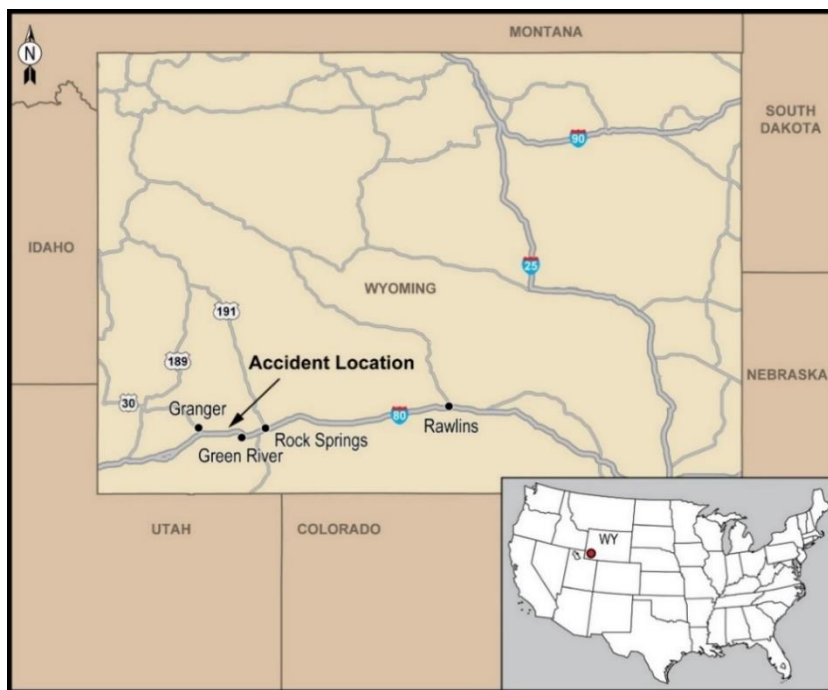 MONTANA
N
SOUTH
DAKOTA
90
IDAHO
25
WYOMING
191
189
Accident Location
NEBRASKA
30
Granger
80
Rawlins
Rock Springs
Green River
UTAH
COLORADO
WY